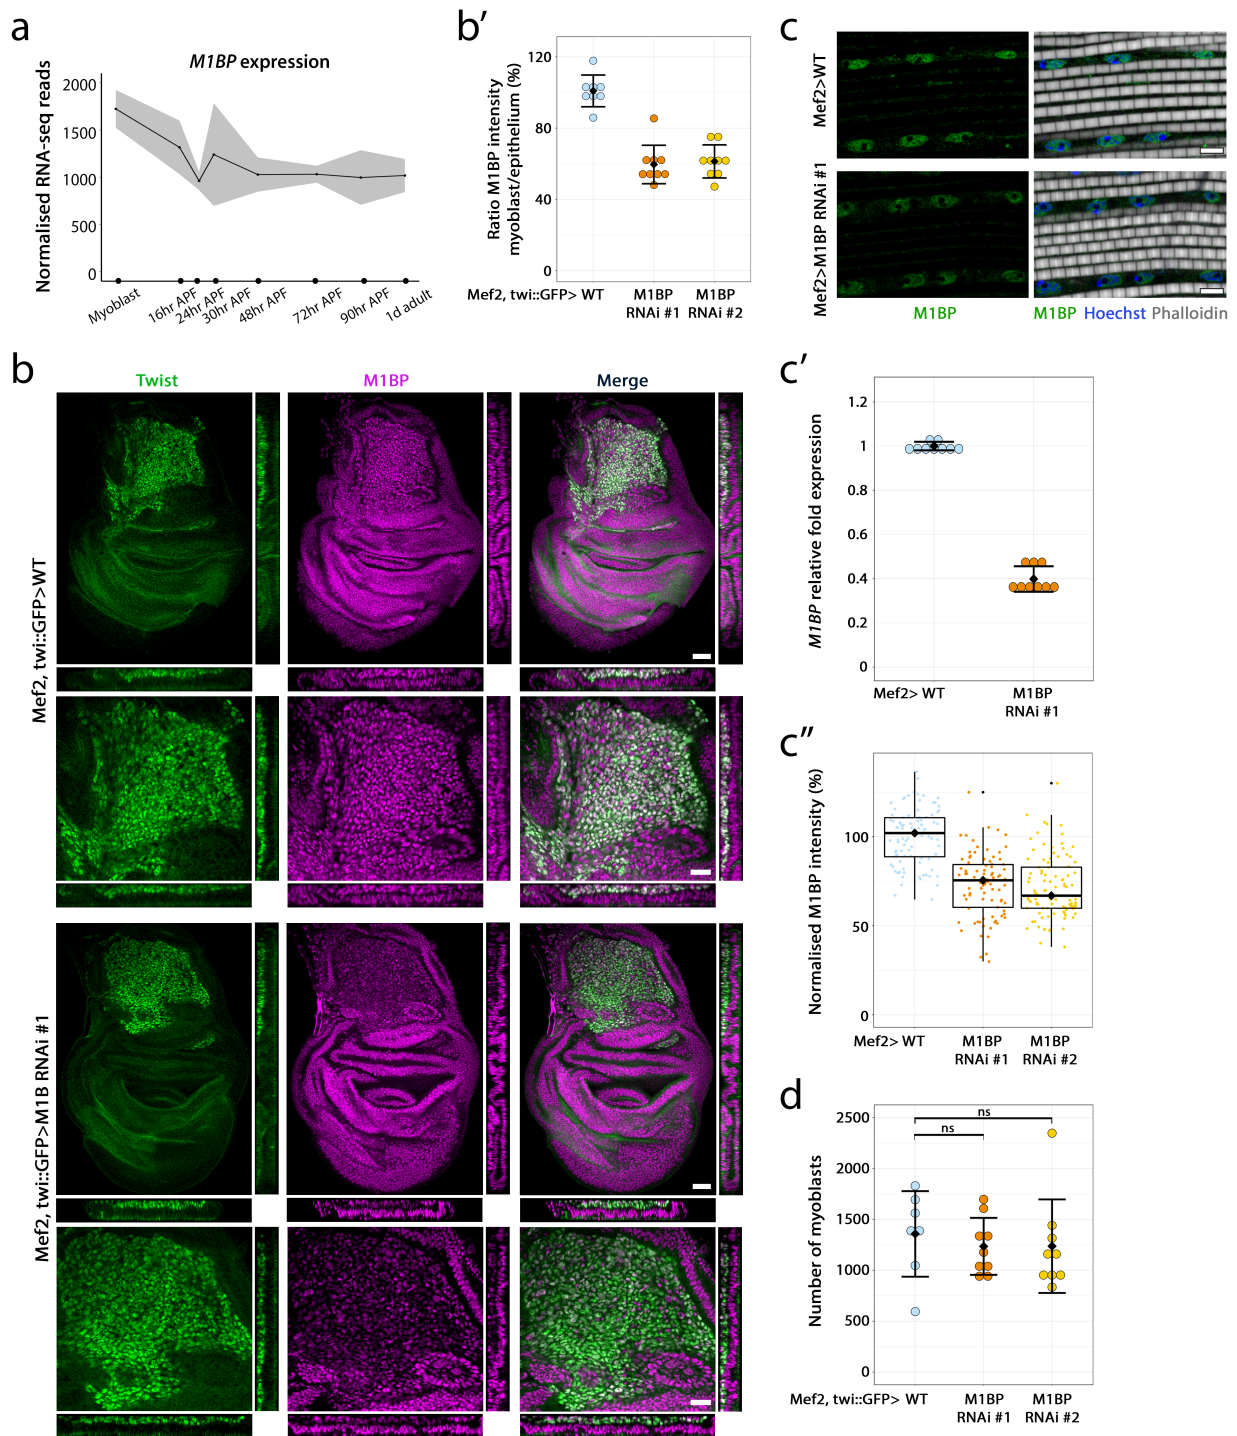 a
M1BP expression
Normalised RNA-seq reads
2000
1500
1000
500
0
Myoblast
16hr APF
24hr APF
30hr APF
48hr APF
72hr APF
90hr APF
1d adult
b′
Ratio M1BP intensity
myoblast/epithelium (%)
120
80
40
0
Mef2, twi::GFP> WT
M1BP
RNAi #1
M1BP
RNAi #2
c
Mef2>WT
Mef2>M1BP RNAi #1
M1BP
M1BP Hoechst Phalloidin
b
Twist
M1BP
Merge
Mef2, twi::GFP>WT
Mef2, twi::GFP>M1B RNAi #1
c′
M1BP relative fold expression
1.2
1
0.8
0.6
0.4
0.2
0
Mef2> WT
M1BP
RNAi #1
c″
Normalised M1BP intensity (%)
100
50
0
Mef2> WT
M1BP
RNAi #1
M1BP
RNAi #2
d
Number of myoblasts
2500
2000
1500
1000
500
0
ns
ns
Mef2, twi::GFP> WT
M1BP
RNAi #1
M1BP
RNAi #2